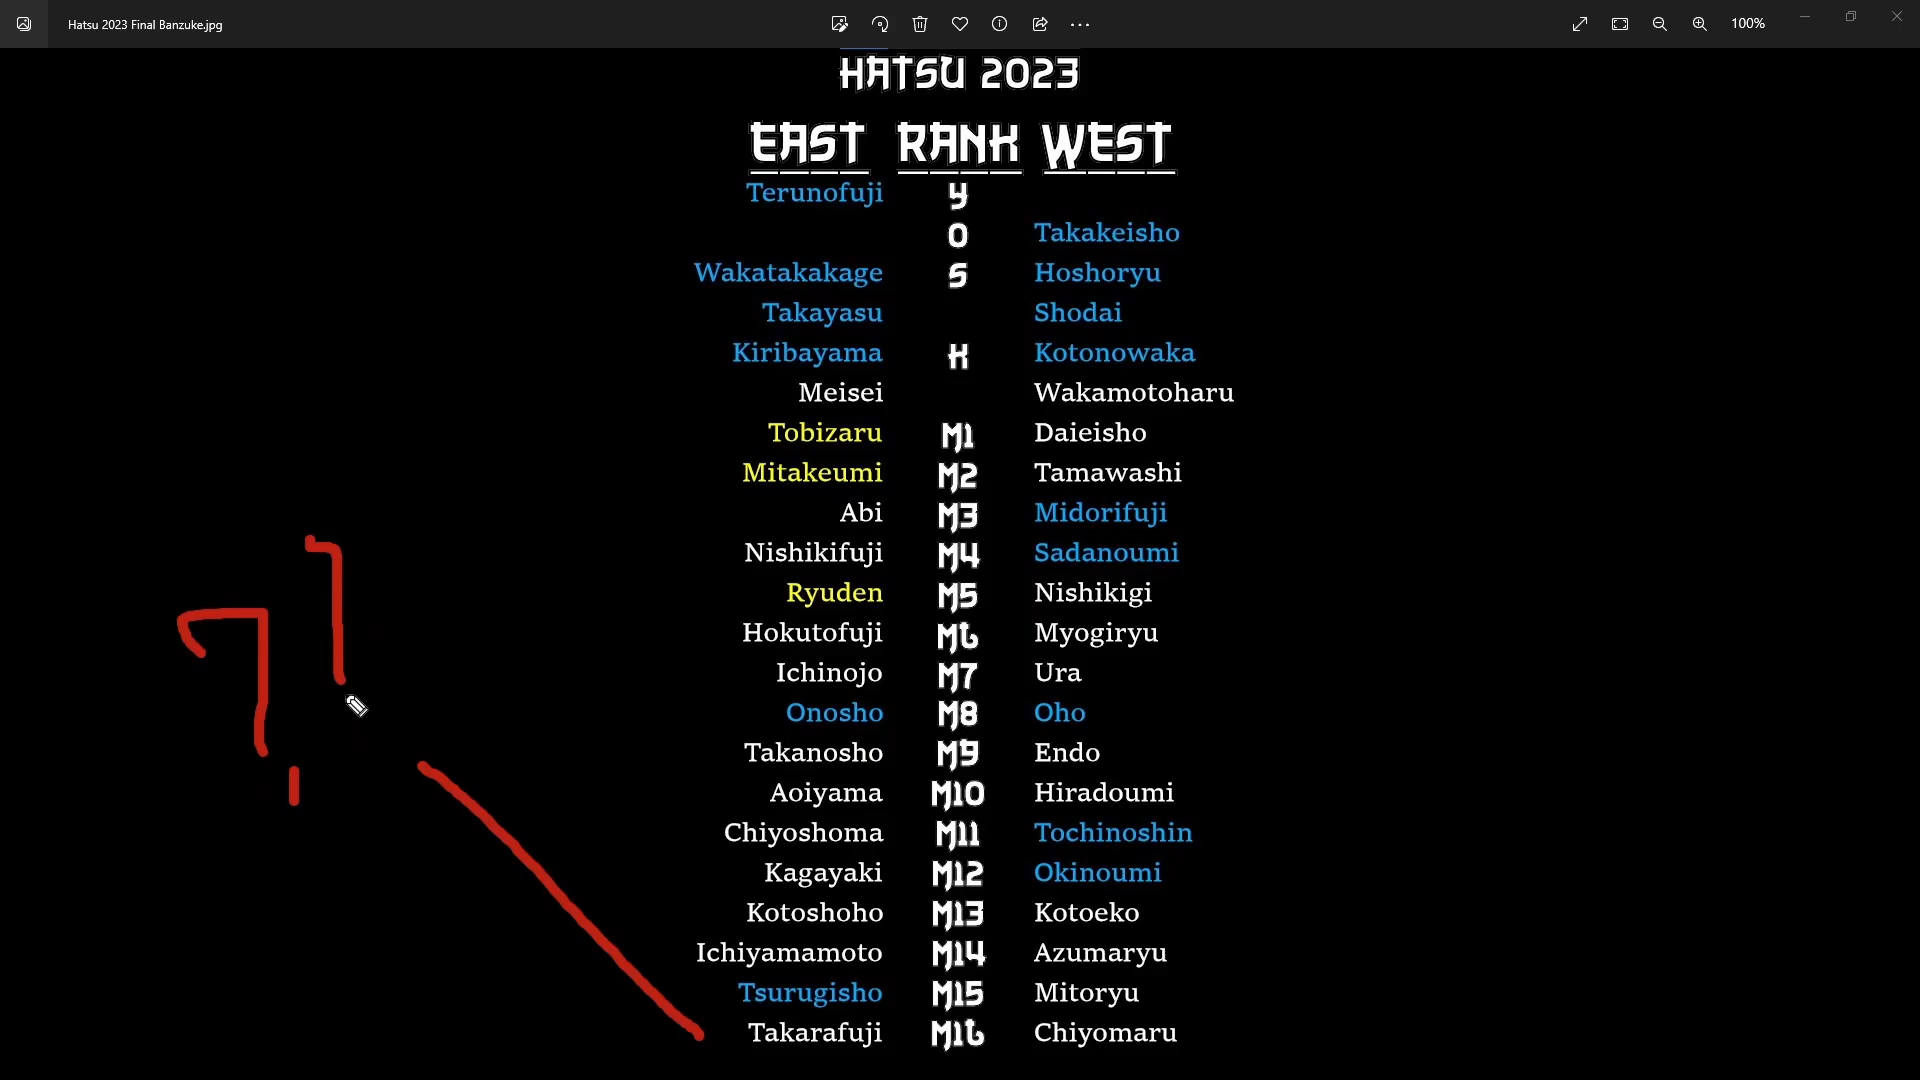 Hatsu 2023 Final Banzuke.jpg
100%
HATSU 2023
EAST RANK WEST
Terunofuji Y
O Takakeisho
Wakatakakage S Hoshoryu
Takayasu Shodai
Kiribayama K Kotonowaka
Meisei Wakamotoharu
Tobizaru M1 Daieisho
Mitakeumi M2 Tamawashi
Abi M3 Midorifuji
Nishikifuji M4 Sadanoumi
Ryuden M5 Nishikigi
Hokutofuji M6 Myogiryu
Ichinojo M7 Ura
Onosho M8 Oho
Takanosho M9 Endo
Aoiyama M10 Hiradoumi
Chiyoshoma M11 Tochinoshin
Kagayaki M12 Okinoumi
Kotoshoho M13 Kotoeko
Ichiyamamoto M14 Azumaryu
Tsurugisho M15 Mitoryu
Takarafuji M16 Chiyomaru